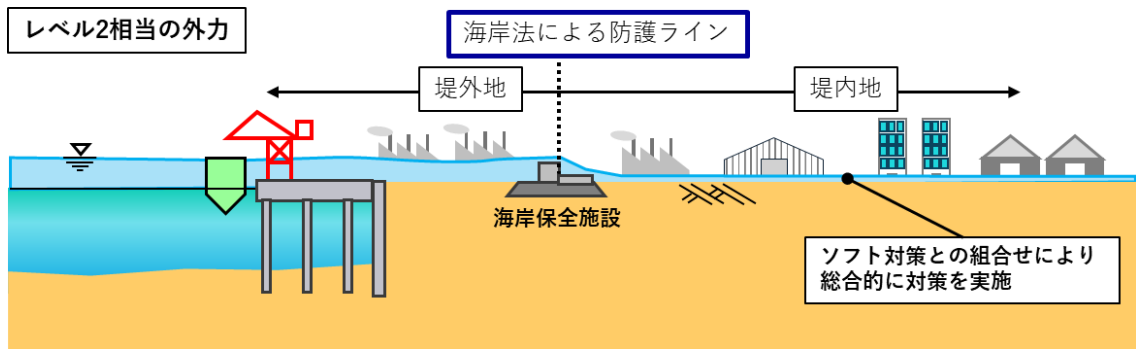 レベル2相当の外力
海岸法による防護ライン
堤外地
堤内地
海岸保全施設
ソフト対策との組合せにより
総合的に対策を実施